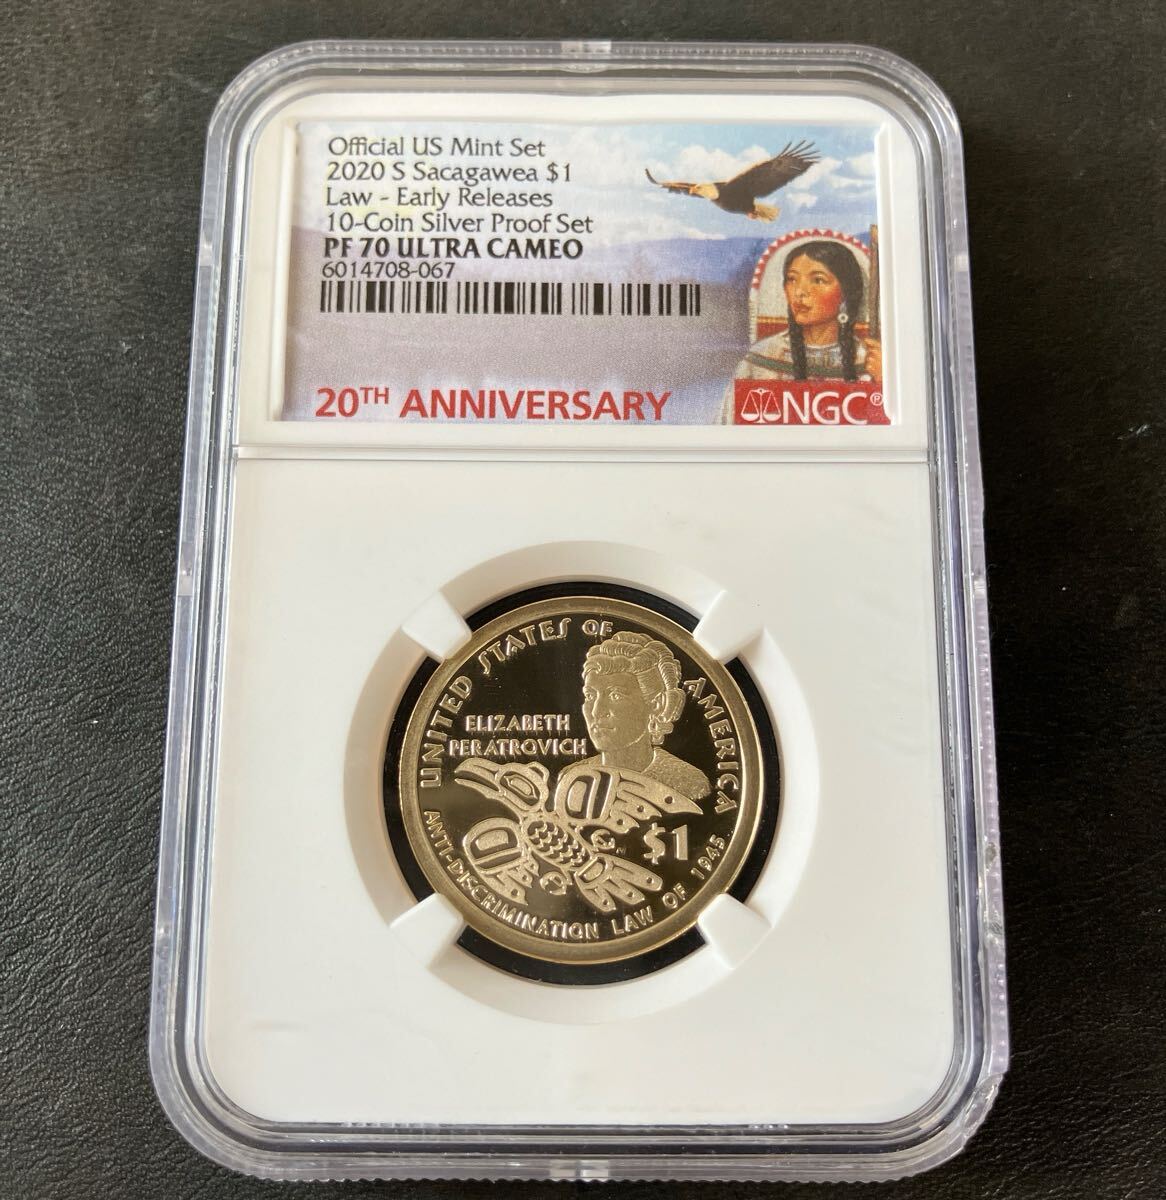 Official US Mint Set
2020 S Sacagawea $1
Law - Early Releases
10-Coin Silver Proof Set
PF 70 ULTRA CAMEO
6014708-067
20TH ANNIVERSARY
NGC®
UNITED STATES OF AMERICA
ELIZABETH
PERATROVICH
$1
ANTI-DISCRIMINATION LAW OF 1945